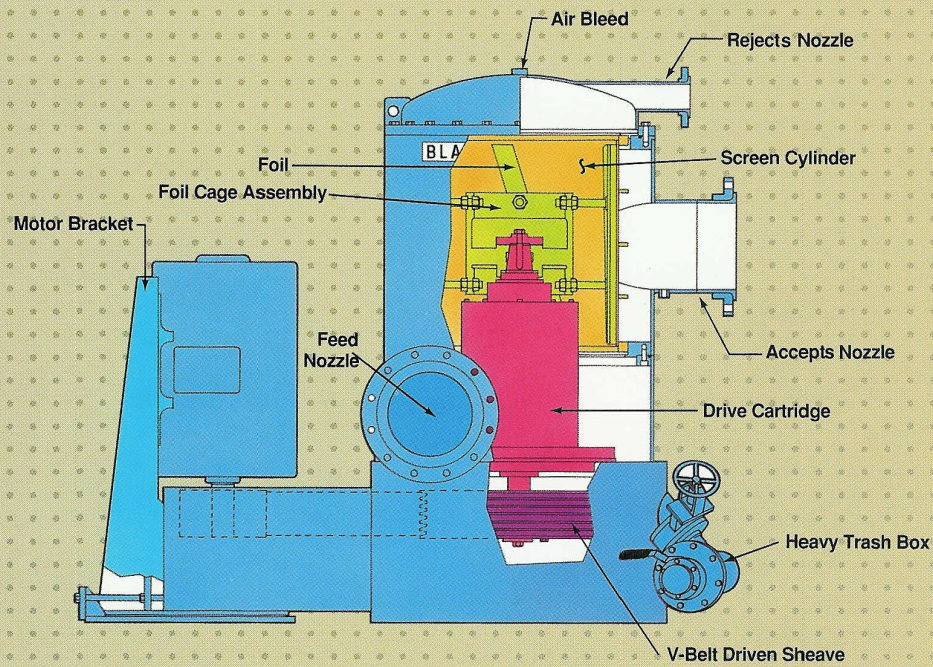 Air Bleed
Rejects Nozzle
BLA
Foil
Screen Cylinder
Foil Cage Assembly
Motor Bracket
Feed
Nozzle
Accepts Nozzle
Drive Cartridge
Heavy Trash Box
V-Belt Driven Sheave